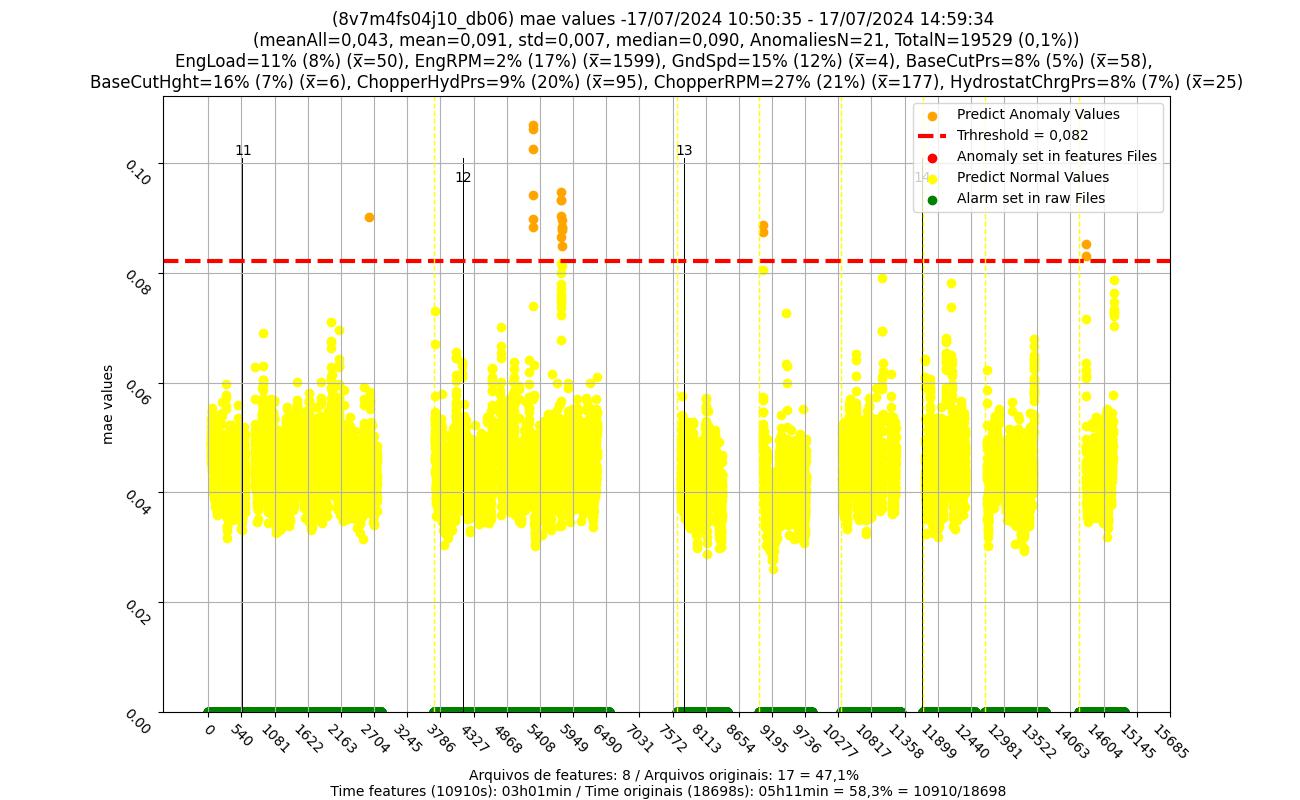 (8v7m4fs04j10_db06) mae values -17/07/2024 10:50:35 - 17/07/2024 14:59:34
(meanAll=0,043, mean=0,091, std=0,007, median=0,090, AnomaliesN=21, TotalN=19529 (0,1%))
EngLoad=11% (8%) (x̅=50), EngRPM=2% (17%) (x̅=1599), GndSpd=15% (12%) (x̅=4), BaseCutPrs=8% (5%) (x̅=58),
BaseCutHght=16% (7%) (x̅=6), ChopperHydPrs=9% (20%) (x̅=95), ChopperRPM=27% (21%) (x̅=177), HydrostatChrgPrs=8% (7%) (x̅=25)
Predict Anomaly Values
Trhreshold = 0,082
Anomaly set in features Files
Predict Normal Values
Alarm set in raw Files
11
12
13
14
0.10
0.08
0.06
0.04
0.02
0.00
mae values
0 540 1081 1622 2163 2704 3245 3786 4327 4868 5408 5949 6490 7031 7572 8113 8654 9195 9736 10277 10817 11358 11899 12440 12981 13522 14063 14604 15145 15685
Arquivos de features: 8 / Arquivos originais: 17 = 47,1%
Time features (10910s): 03h01min / Time originais (18698s): 05h11min = 58,3% = 10910/18698